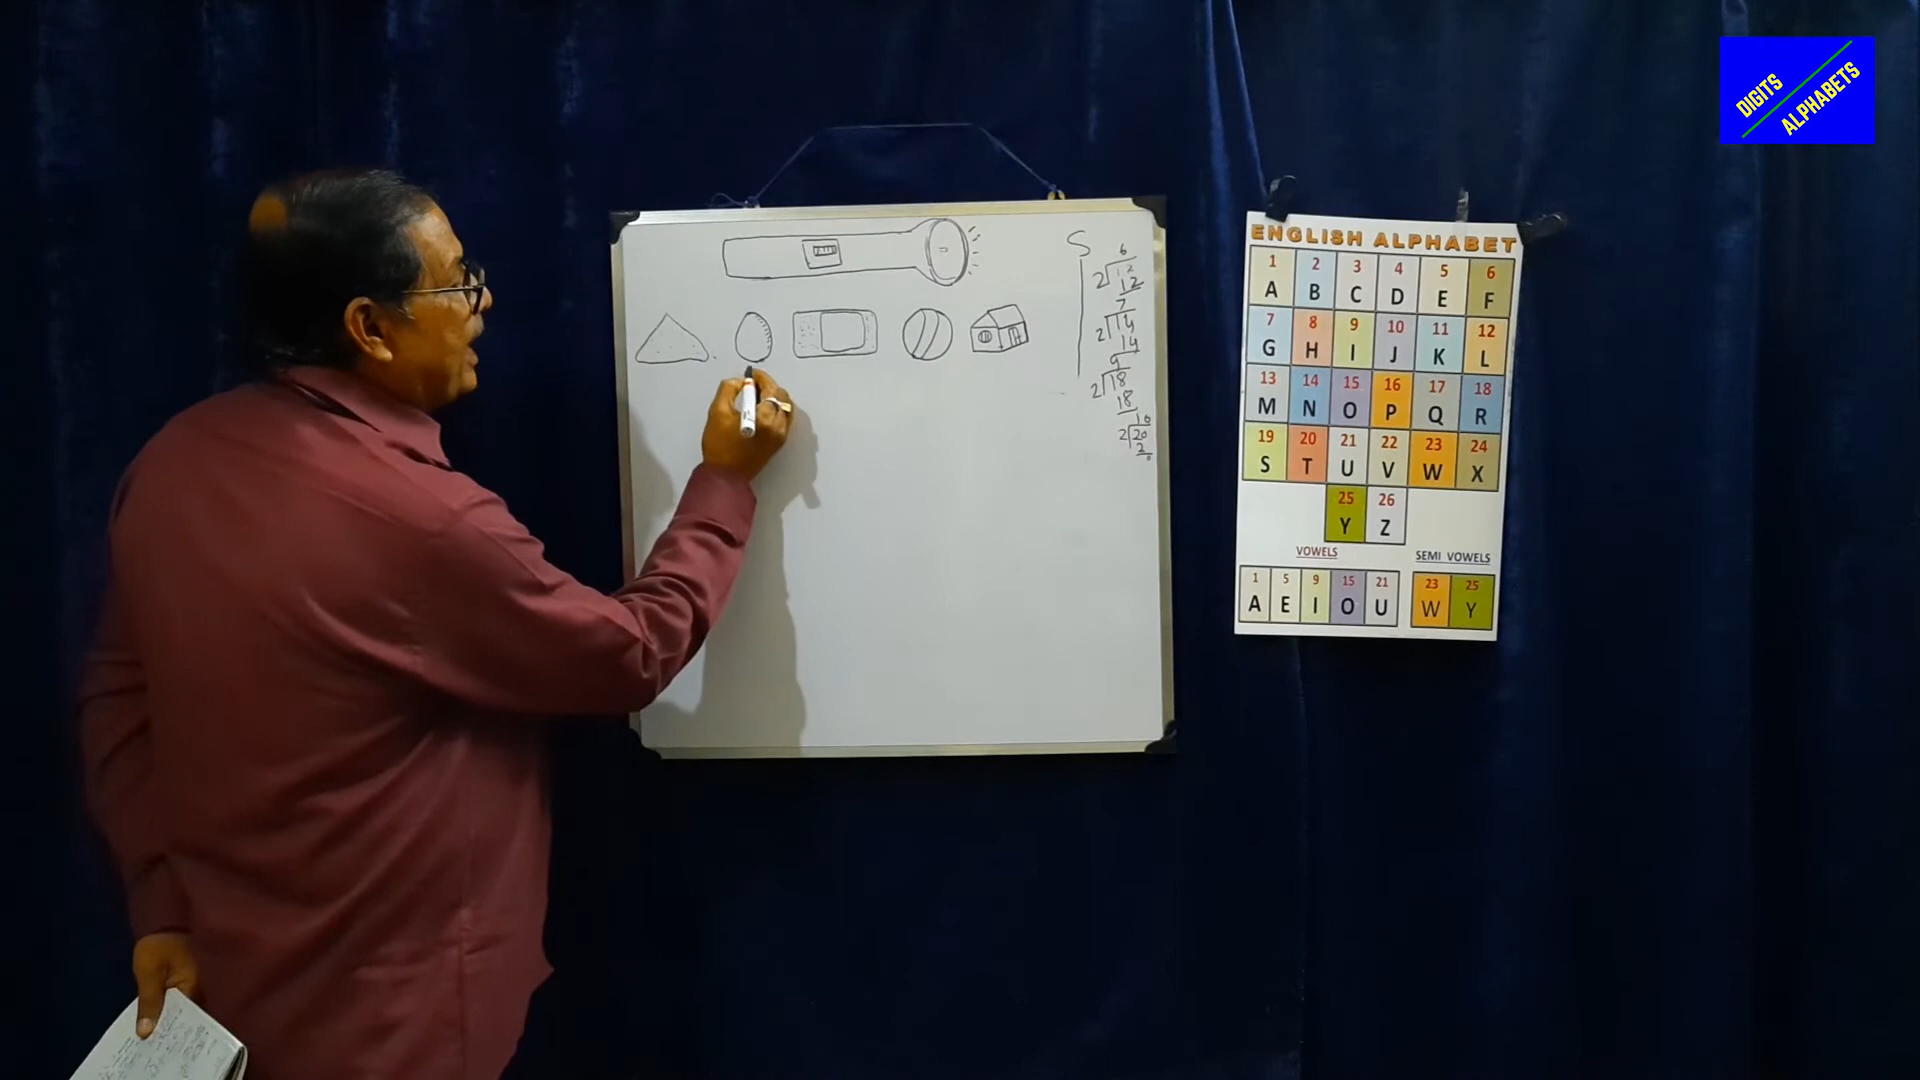 DIGITS
ALPHABETS
S
6
2 12
12
7
2 14
14
9
2 18
18
10
2 20
2
0
ENGLISH ALPHABET
1 2 3 4 5 6
A B C D E F
7 8 9 10 11 12
G H I J K L
13 14 15 16 17 18
M N O P Q R
19 20 21 22 23 24
S T U V W X
25 26
Y Z
VOWELS SEMI VOWELS
1 5 9 15 21 23 25
A E I O U W Y